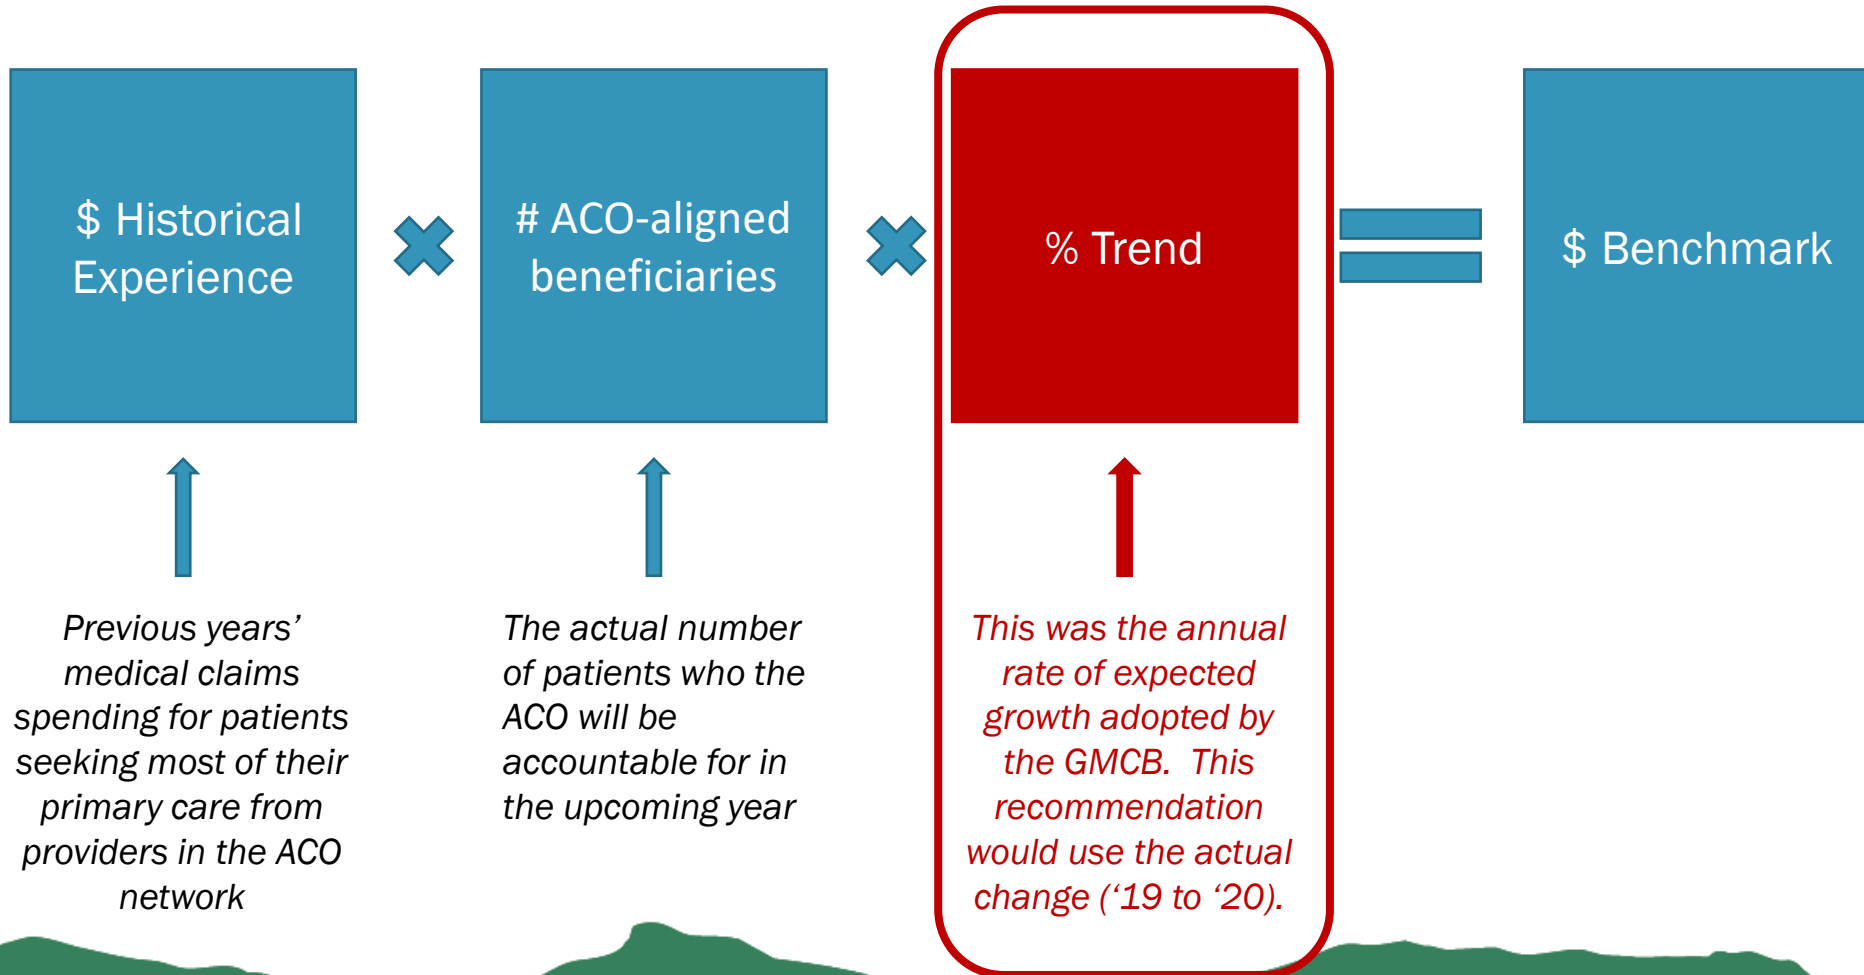 $ Historical
Experience
# ACO-aligned
beneficiaries
% Trend
$ Benchmark
Previous years’
medical claims
spending for patients
seeking most of their
primary care from
providers in the ACO
network
The actual number
of patients who the
ACO will be
accountable for in
the upcoming year
This was the annual
rate of expected
growth adopted by
the GMCB.  This
recommendation
would use the actual
change (‘19 to ‘20).